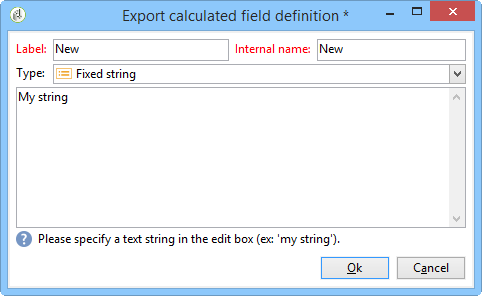 Export calculated field definition *
Label: New Internal name: New
Type: Fixed string
My string
? Please specify a text string in the edit box (ex: 'my string').
Ok Cancel